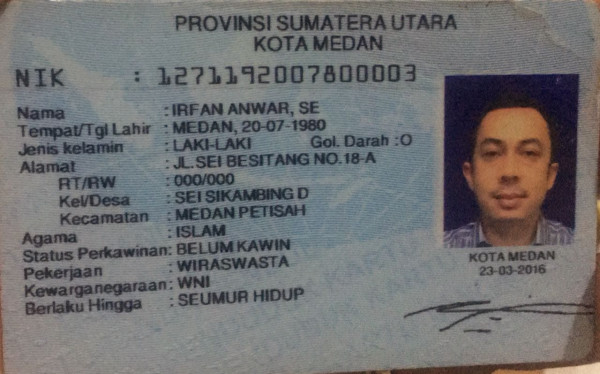 PROVINSI SUMATERA UTARA
KOTA MEDAN
NIK : 1271192007800003
Nama : IRFAN ANWAR, SE
Tempat/Tgl Lahir : MEDAN, 20-07-1980
Jenis kelamin : LAKI-LAKI Gol. Darah :O
Alamat : JL.SEI BESITANG NO.18-A
RT/RW : 000/000
Kel/Desa : SEI SIKAMBING D
Kecamatan : MEDAN PETISAH
Agama : ISLAM
Status Perkawinan: BELUM KAWIN
Pekerjaan : WIRASWASTA
Kewarganegaraan: WNI
Berlaku Hingga : SEUMUR HIDUP
KOTA MEDAN
23-03-2016